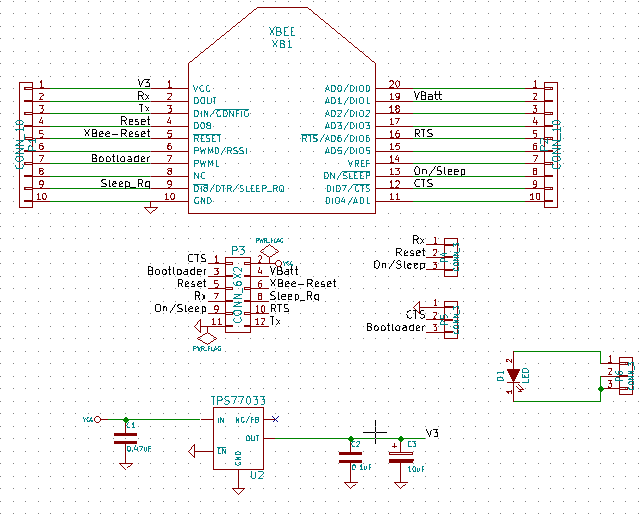 XBEE
XB1
1 V3 1 VCC AD0/DIO0 20 1
2 Rx 2 DOUT AD1/DIO1 19 VBatt 2
3 Tx 3 DIN/CONFIG AD2/DIO2 18 3
4 Reset 4 DO8 AD3/DIO3 17 4
5 XBee-Reset 5 RESET RTS/AD6/DIO6 16 RTS 5
6 6 PWM0/RSSI AD5/DIO5 15 6
7 Bootloader 7 PWM1 VREF 14 7
8 8 NC ON/SLEEP 13 On/Sleep 8
9 Sleep_Rq 9 DI8/DTR/SLEEP_RQ DIO7/CTS 12 CTS 9
10 10 GND DIO4/AD4 11 10
CONN_10
CONN_10
P3
CONN_6X2
PWR_FLAG
CTS 1 2 VCC
Bootloader 3 4 VBatt
Reset 5 6 XBee-Reset
Rx 7 8 Sleep_Rq
On/Sleep 9 10 RTS
11 12 Tx
PWR_FLAG
Rx 1
Reset 2
On/Sleep 3
CONN_3
1
CTS 2
Bootloader 3
CONN_3
D1
LED
2
1
1
2
3
CONN_3
TPS77033
VCC
IN NC/FB
OUT
EN
GND
U2
C1
0.47uF
V3
C2
0.1uF
C3
10uF